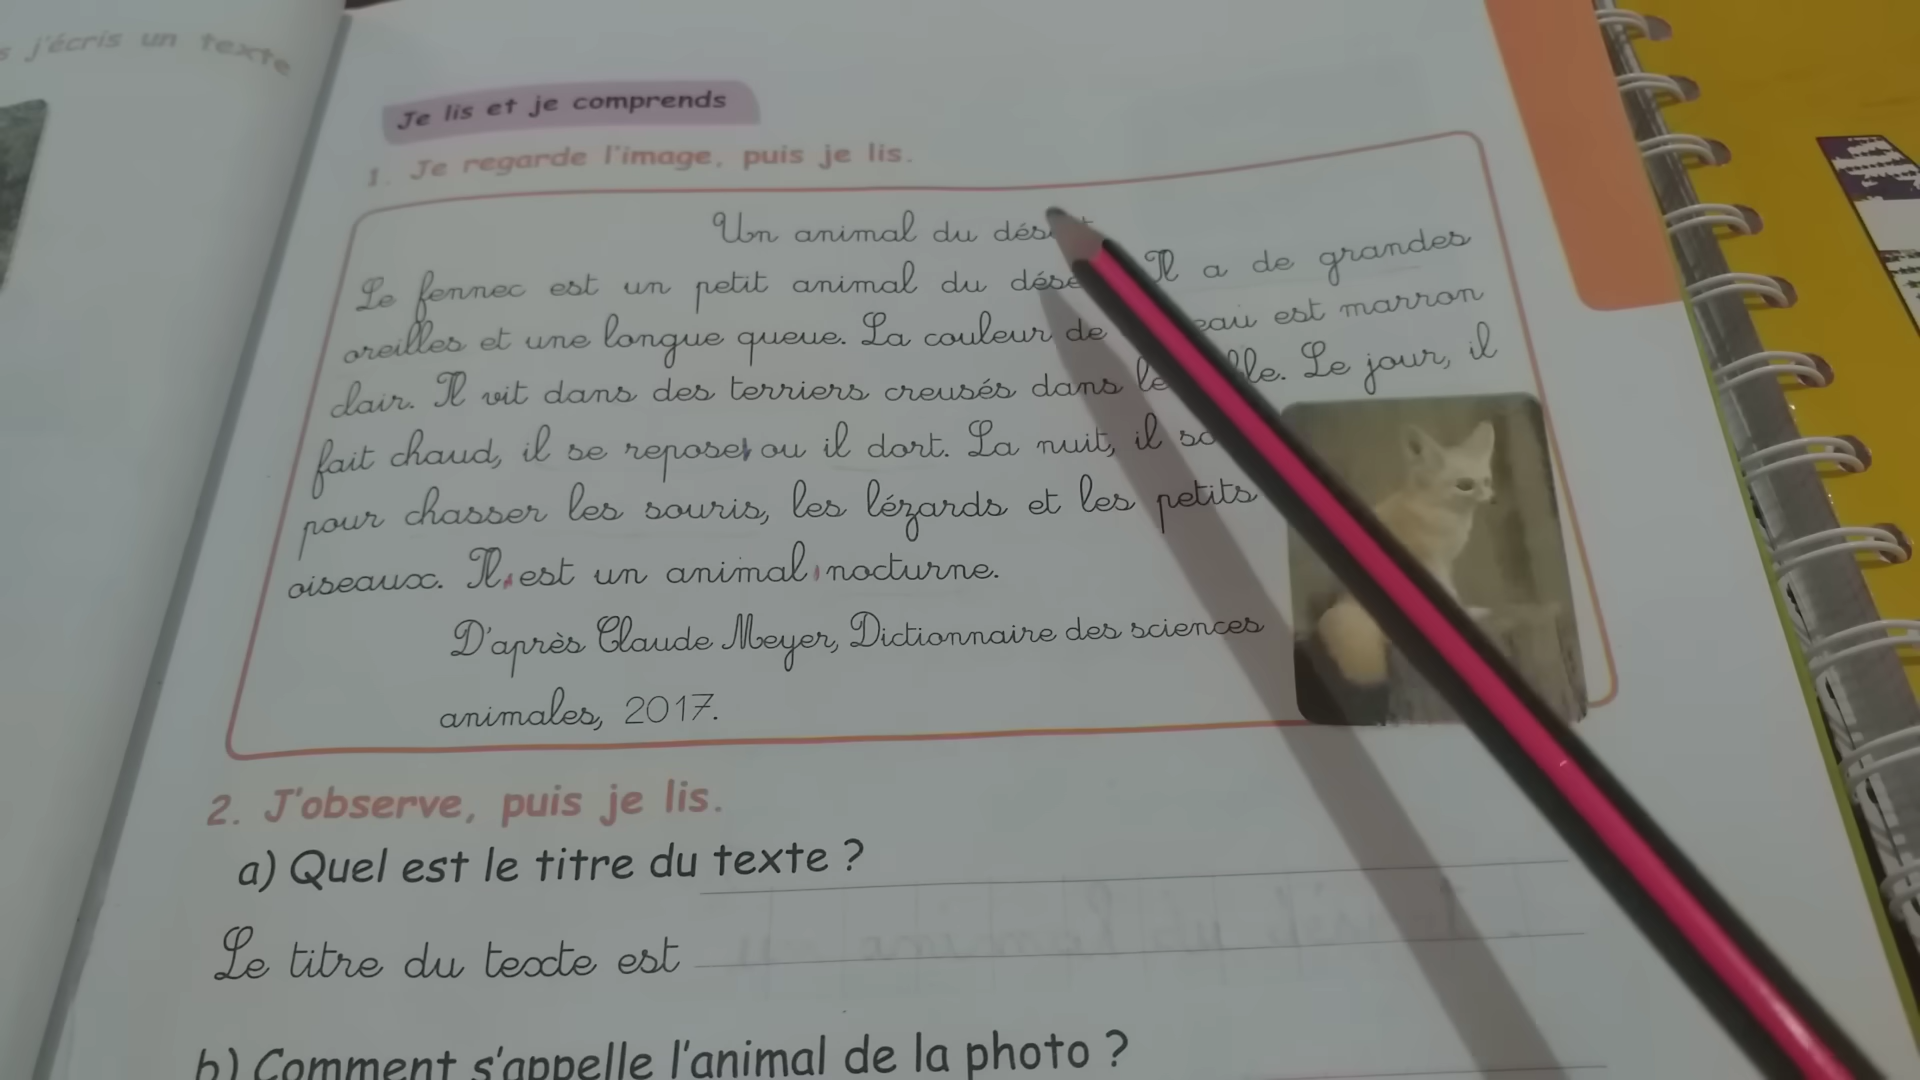 s j'écris un texte
Je lis et je comprends
1. Je regarde l'image, puis je lis.
Un animal du
Le fennec est un petit animal du Il a de grandes
oreilles et une longue queue. La couleur de est marron
clair. Il vit dans des terriers creusés dans Le jour, il
fait chaud, il se repose, ou il dort. La nuit, il
pour chasser les souris, les lézards et les petits
oiseaux. Il est un animal nocturne.
D'après Claude Meyer, Dictionnaire des sciences
animales, 2017.
2. J'observe, puis je lis.
a) Quel est le titre du texte ?
Le titre du texte est
b) Comment s'appelle l'animal de la photo ?